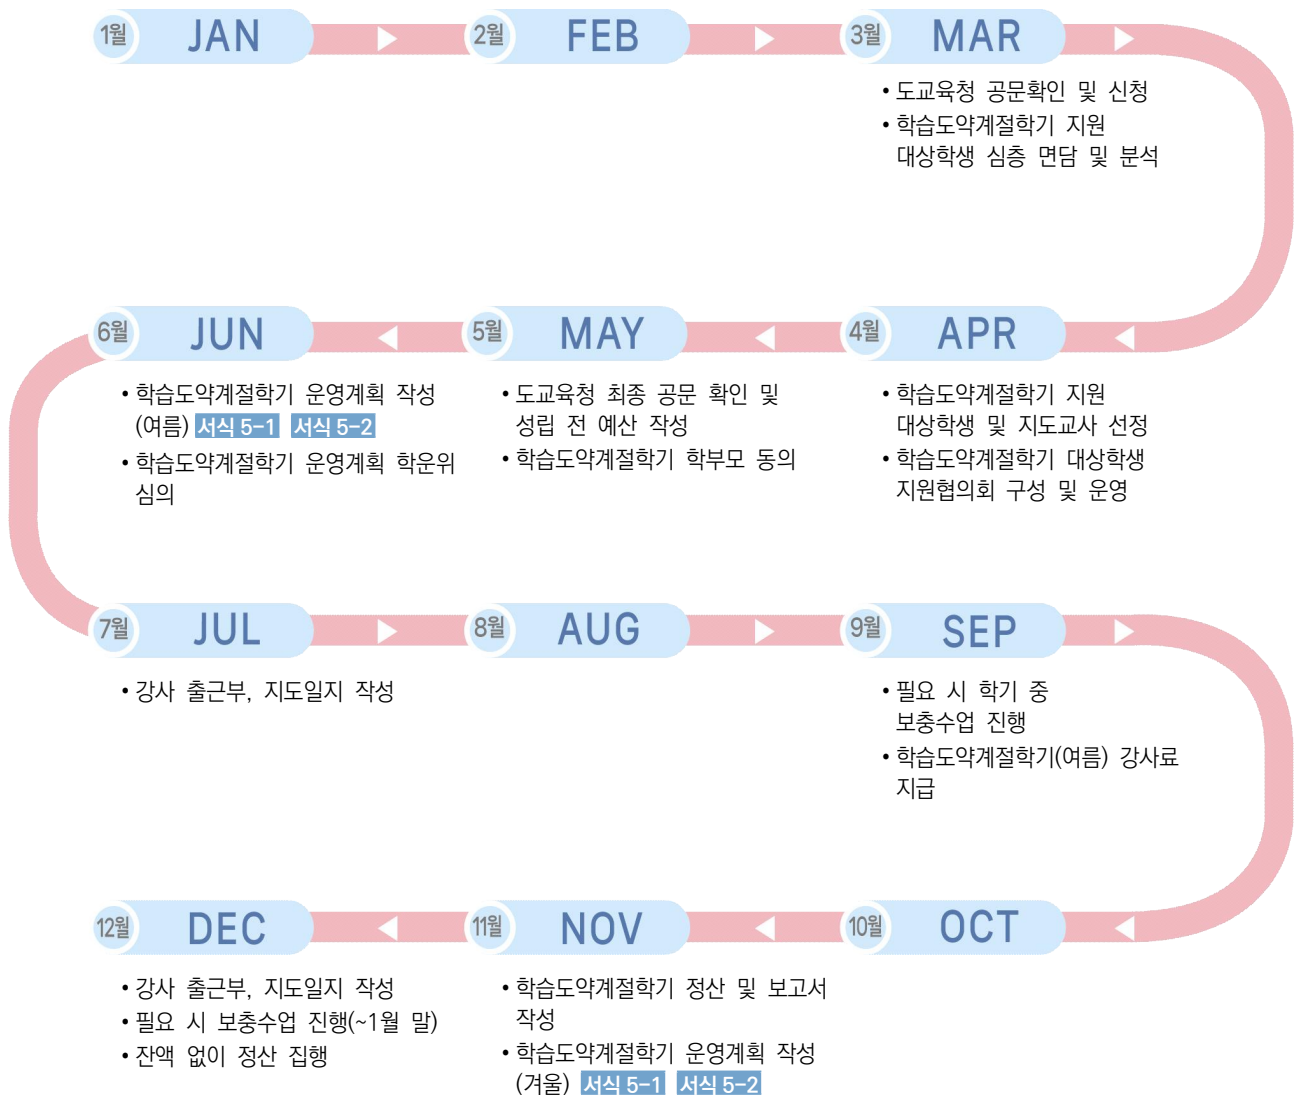 1월 JAN
2월 FEB
3월 MAR
• 도교육청 공문확인 및 신청
• 학습도약계절학기 지원
대상학생 심층 면담 및 분석
4월 APR
• 학습도약계절학기 지원
대상학생 및 지도교사 선정
• 학습도약계절학기 대상학생
지원협의회 구성 및 운영
5월 MAY
• 도교육청 최종 공문 확인 및
성립 전 예산 작성
• 학습도약계절학기 학부모 동의
6월 JUN
• 학습도약계절학기 운영계획 작성
(여름) 서식 5-1 서식 5-2
• 학습도약계절학기 운영계획 학운위
심의
7월 JUL
• 강사 출근부, 지도일지 작성
8월 AUG
9월 SEP
• 필요 시 학기 중
보충수업 진행
• 학습도약계절학기(여름) 강사료
지급
10월 OCT
11월 NOV
• 학습도약계절학기 정산 및 보고서
작성
• 학습도약계절학기 운영계획 작성
(겨울) 서식 5-1 서식 5-2
12월 DEC
• 강사 출근부, 지도일지 작성
• 필요 시 보충수업 진행(~1월 말)
• 잔액 없이 정산 집행